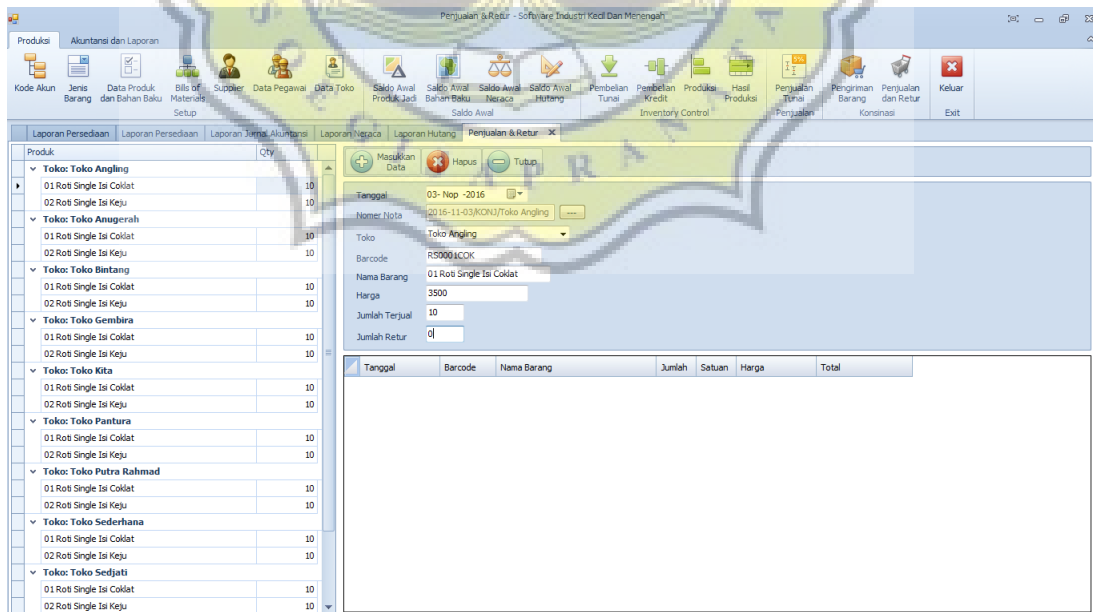 Penjualan & Retur - Software Industri Kecil Dan Menengah
Produksi Akuntansi dan Laporan
Kode Akun Jenis Barang Data Produk dan Bahan Baku Bills of Materials Supplier Data Pegawai Data Toko Saldo Awal Produk Jadi Saldo Awal Bahan Baku Saldo Awal Neraca Saldo Awal Hutang Pembelian Tunai Pembelian Kredit Produksi Hasil Produksi Penjualan Tunai Pengiriman Barang Penjualan dan Retur Keluar
Setup Saldo Awal Inventory Control Penjualan Konsinasi Exit
Laporan Persediaan Laporan Persediaan Laporan Jurnal Akuntansi Laporan Neraca Laporan Hutang Penjualan & Retur
Produk Qty
Toko: Toko Angling
01 Roti Single Isi Coklat 10
02 Roti Single Isi Keju 10
Toko: Toko Anugerah
01 Roti Single Isi Coklat 10
02 Roti Single Isi Keju 10
Toko: Toko Bintang
01 Roti Single Isi Coklat 10
02 Roti Single Isi Keju 10
Toko: Toko Gembira
01 Roti Single Isi Coklat 10
02 Roti Single Isi Keju 10
Toko: Toko Kita
01 Roti Single Isi Coklat 10
02 Roti Single Isi Keju 10
Toko: Toko Pantura
01 Roti Single Isi Coklat 10
02 Roti Single Isi Keju 10
Toko: Toko Putra Rahmad
01 Roti Single Isi Coklat 10
02 Roti Single Isi Keju 10
Toko: Toko Sederhana
01 Roti Single Isi Coklat 10
02 Roti Single Isi Keju 10
Toko: Toko Sedjati
01 Roti Single Isi Coklat 10
02 Roti Single Isi Keju 10
Masukkan Data Hapus Tutup
Tanggal 03- Nop -2016
Nomer Nota 2016-11-03/KONJ/Toko Angling ...
Toko Toko Angling
Barcode RS0001COK
Nama Barang 01 Roti Single Isi Coklat
Harga 3500
Jumlah Terjual 10
Jumlah Retur 0
Tanggal Barcode Nama Barang Jumlah Satuan Harga Total